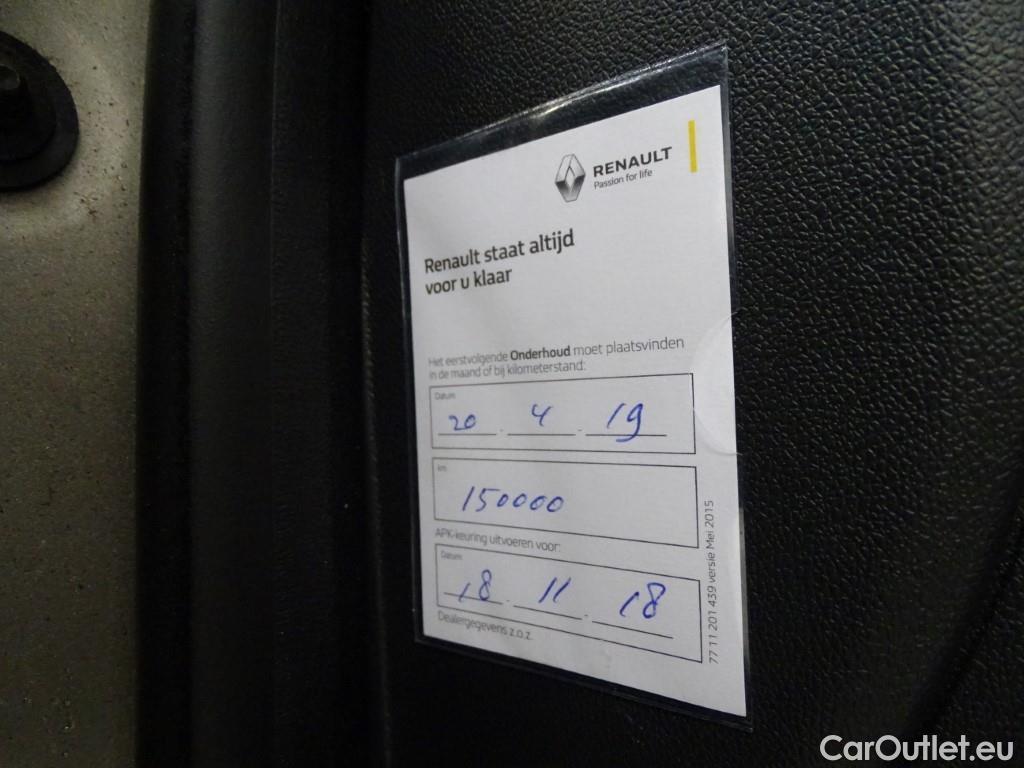 RENAULT
Passion for life
Renault staat altijd
voor u klaar
Het eerstvolgende Onderhoud moet plaatsvinden
in de maand of bij kilometerstand:
Datum
20 . 4 . 19
km
150000
APK-keuring uitvoeren voor:
Datum
18 . 11 . 18
Dealergegevens z.o.z.
77 11 201 439 versie Mei 2015
CarOutlet.eu